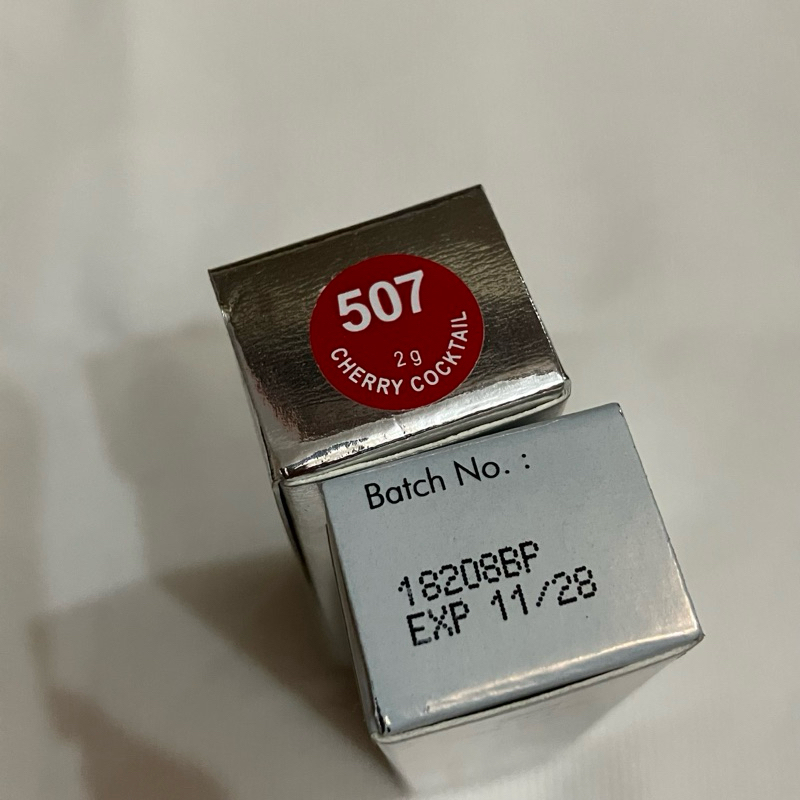 507
2g
CHERRY COCKTAIL
Batch No. :
18208BP
EXP 11/28